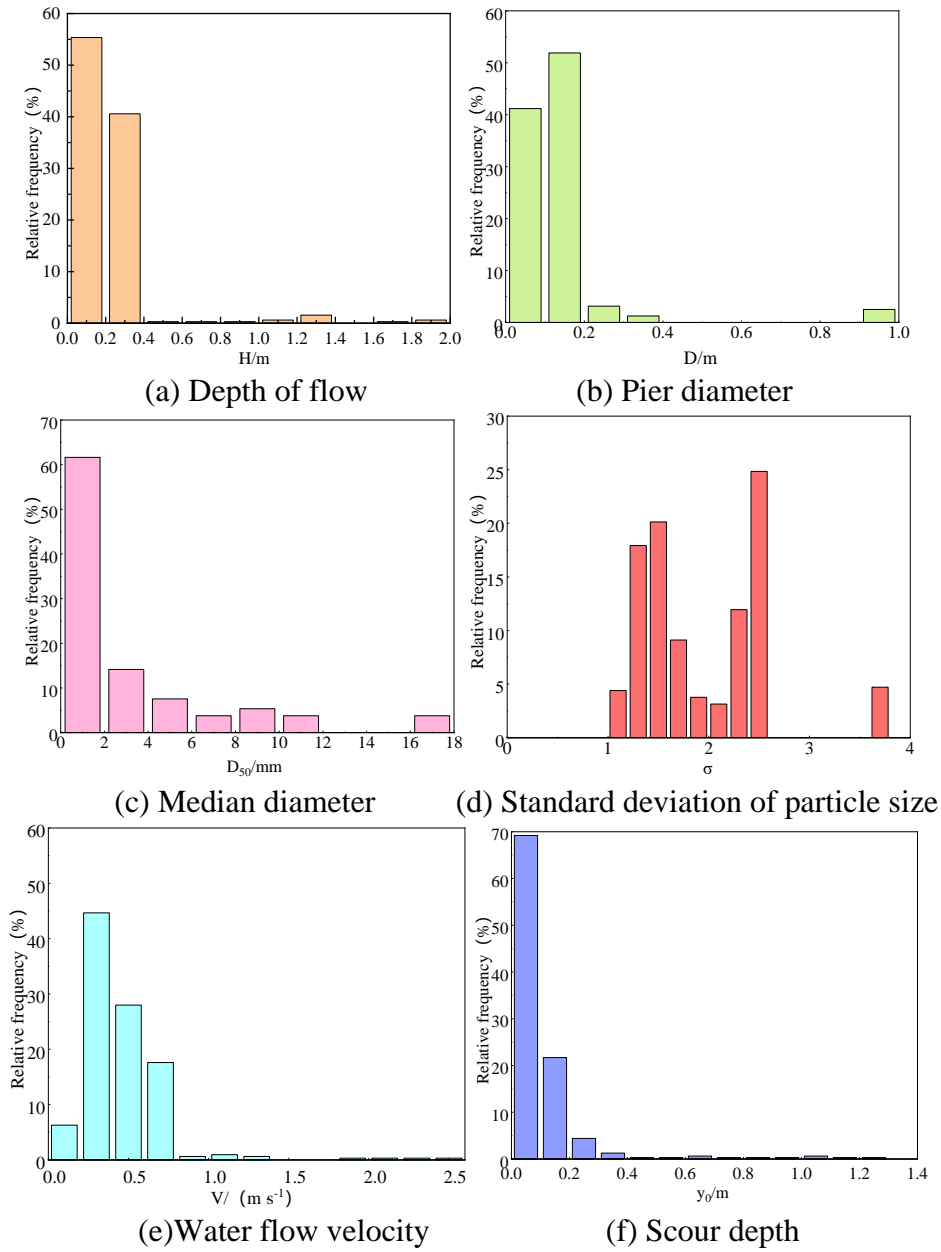 60
50
40
30
20
10
0
0.0 0.2 0.4 0.6 0.8 1.0 1.2 1.4 1.6 1.8 2.0
Relative frequency (%)
H/m
(a) Depth of flow
60
50
40
30
20
10
0
0.0 0.2 0.4 0.6 0.8 1.0
Relative frequency (%)
D/m
(b) Pier diameter
70
60
50
40
30
20
10
0
0 2 4 6 8 10 12 14 16 18
Relative frequency (%)
D50/mm
(c) Median diameter
30
25
20
15
10
5
0
0 1 2 3 4
Relative frequency (%)
σ
(d) Standard deviation of particle size
60
50
40
30
20
10
0
0.0 0.5 1.0 1.5 2.0 2.5
Relative frequency (%)
V/ (m s-1)
(e)Water flow velocity
70
60
50
40
30
20
10
0
0.0 0.2 0.4 0.6 0.8 1.0 1.2 1.4
Relative frequency (%)
y0/m
(f) Scour depth